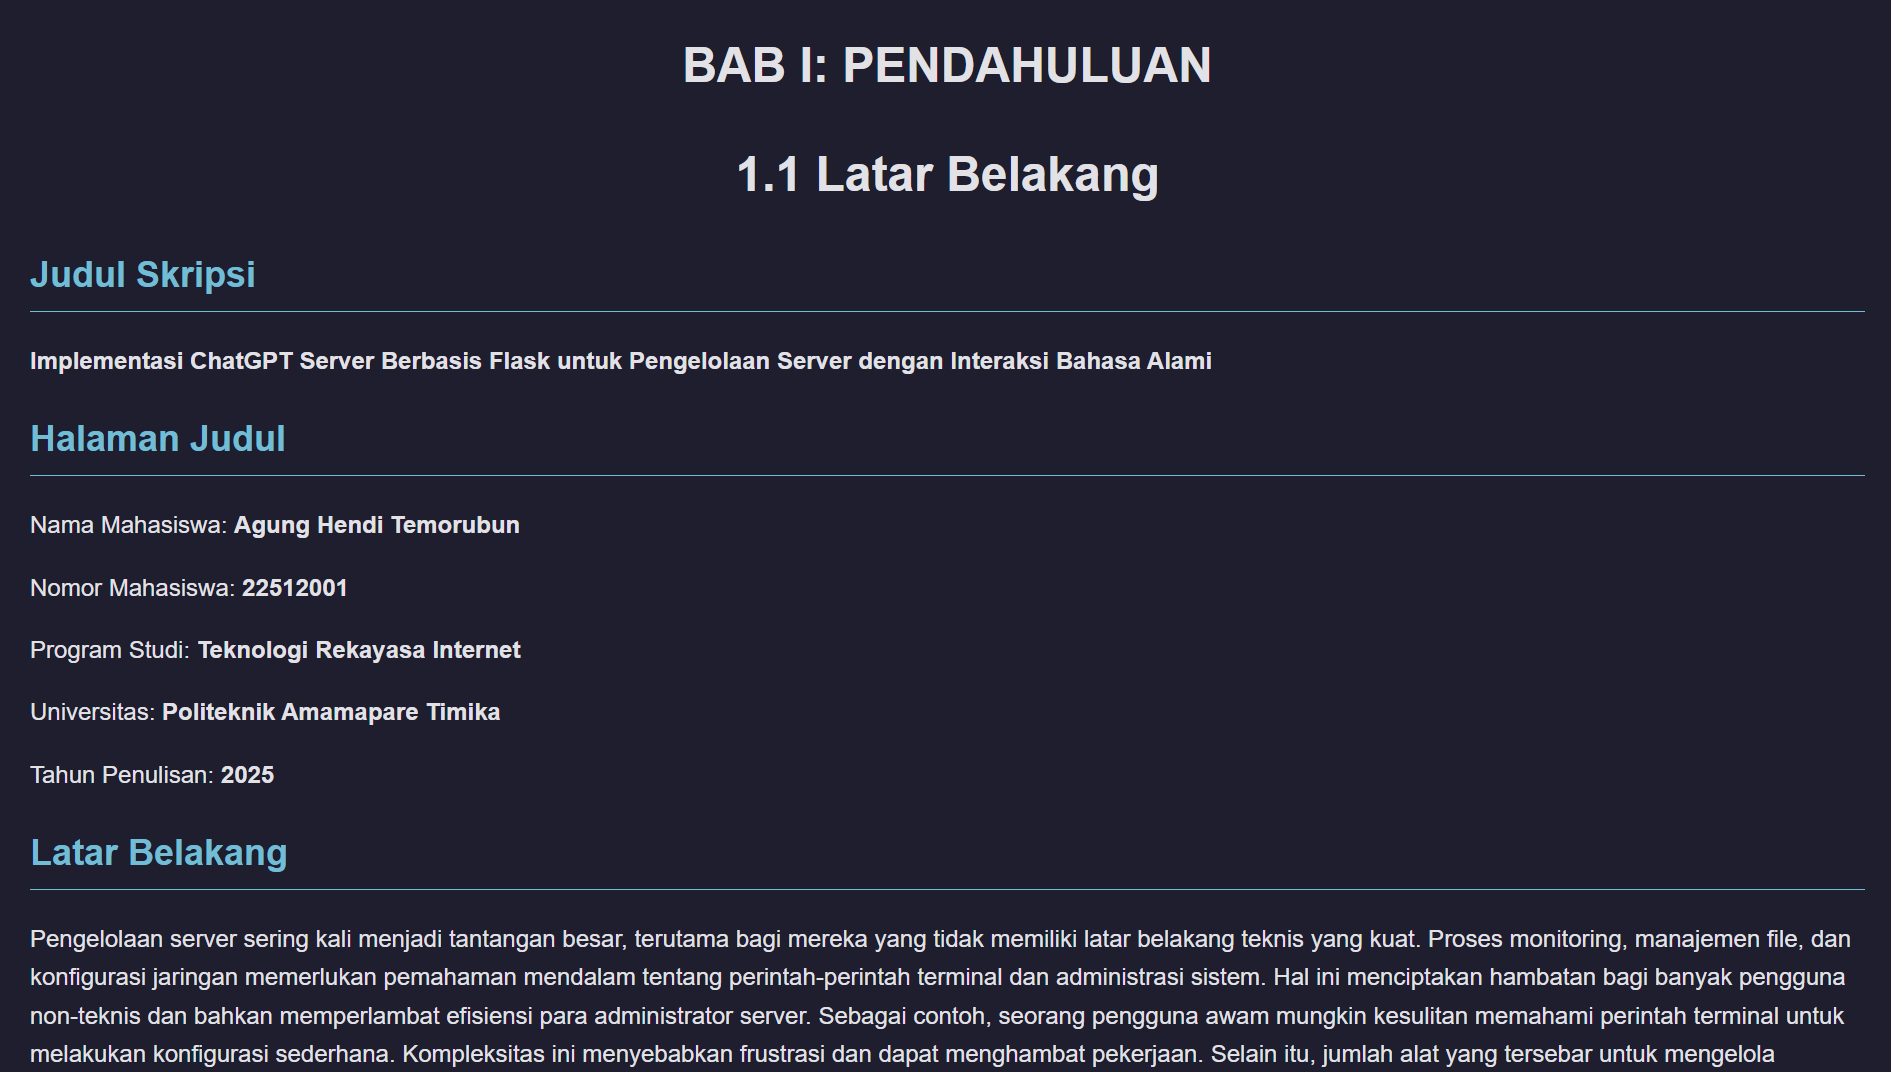 BAB I: PENDAHULUAN
1.1 Latar Belakang
Judul Skripsi
Implementasi ChatGPT Server Berbasis Flask untuk Pengelolaan Server dengan Interaksi Bahasa Alami
Halaman Judul
Nama Mahasiswa: Agung Hendi Temorubun
Nomor Mahasiswa: 22512001
Program Studi: Teknologi Rekayasa Internet
Universitas: Politeknik Amamapare Timika
Tahun Penulisan: 2025
Latar Belakang
Pengelolaan server sering kali menjadi tantangan besar, terutama bagi mereka yang tidak memiliki latar belakang teknis yang kuat. Proses monitoring, manajemen file, dan
konfigurasi jaringan memerlukan pemahaman mendalam tentang perintah-perintah terminal dan administrasi sistem. Hal ini menciptakan hambatan bagi banyak pengguna
non-teknis dan bahkan memperlambat efisiensi para administrator server. Sebagai contoh, seorang pengguna awam mungkin kesulitan memahami perintah terminal untuk
melakukan konfigurasi sederhana. Kompleksitas ini menyebabkan frustrasi dan dapat menghambat pekerjaan. Selain itu, jumlah alat yang tersebar untuk mengelola